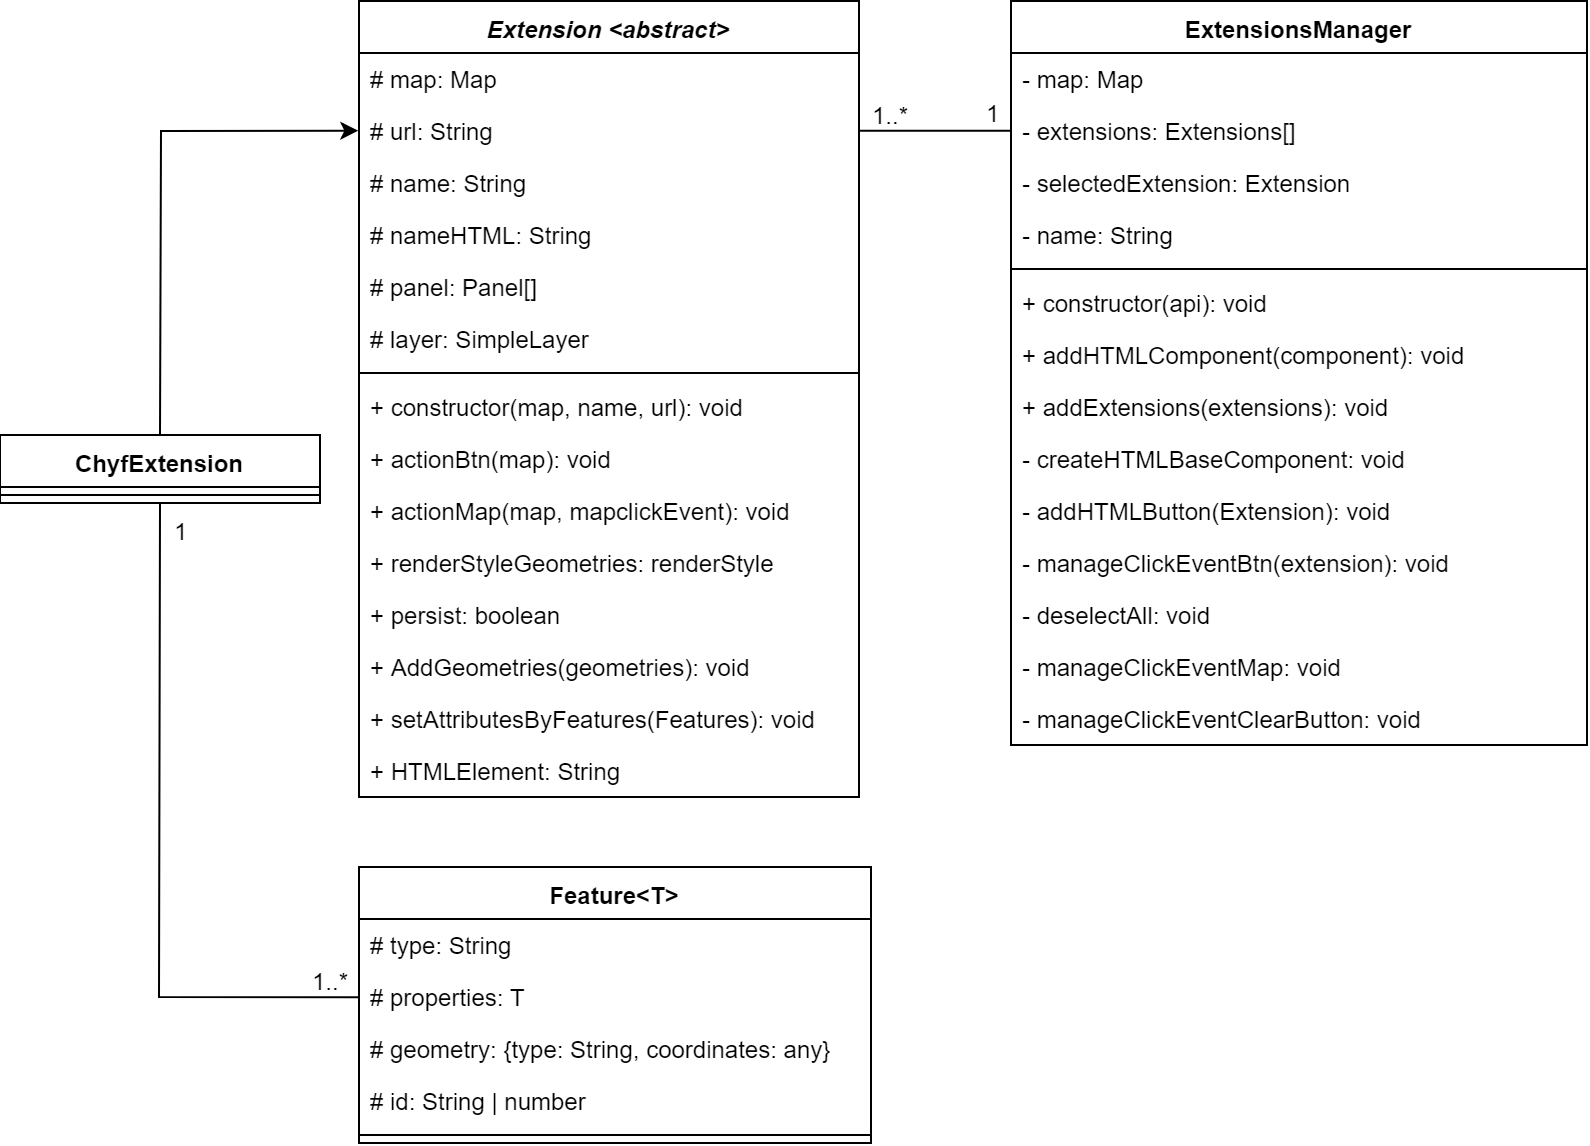 Extension <abstract>
# map: Map
# url: String
# name: String
# nameHTML: String
# panel: Panel[]
# layer: SimpleLayer
+ constructor(map, name, url): void
+ actionBtn(map): void
+ actionMap(map, mapclickEvent): void
+ renderStyleGeometries: renderStyle
+ persist: boolean
+ AddGeometries(geometries): void
+ setAttributesByFeatures(Features): void
+ HTMLElement: String
1..*
1
ExtensionsManager
- map: Map
- extensions: Extensions[]
- selectedExtension: Extension
- name: String
+ constructor(api): void
+ addHTMLComponent(component): void
+ addExtensions(extensions): void
- createHTMLBaseComponent: void
- addHTMLButton(Extension): void
- manageClickEventBtn(extension): void
- deselectAll: void
- manageClickEventMap: void
- manageClickEventClearButton: void
ChyfExtension
1
1..*
Feature<T>
# type: String
# properties: T
# geometry: {type: String, coordinates: any}
# id: String | number